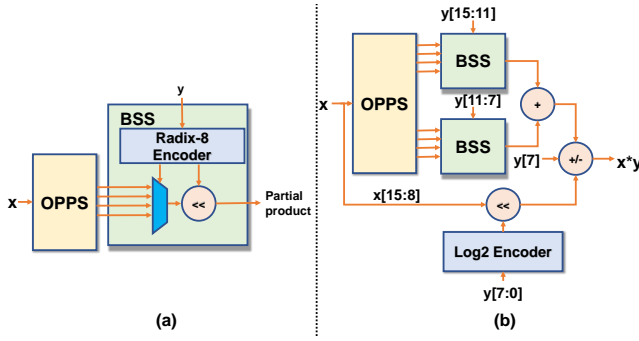 y
BSS
Radix-8
Encoder
x
OPPS
<<
Partial
product
(a)
y[15:11]
BSS
x
OPPS
y[11:7]
BSS
+
y[7]
+/-
x*y
x[15:8]
<<
Log2 Encoder
y[7:0]
(b)